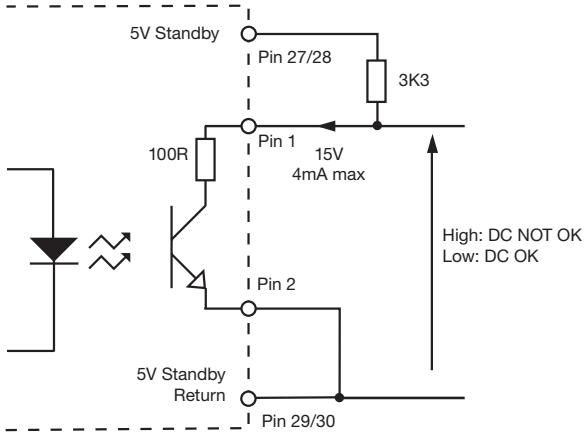 5V Standby
Pin 27/28
3K3
Pin 1
100R
15V
4mA max
High: DC NOT OK
Low: DC OK
Pin 2
5V Standby
Return
Pin 29/30